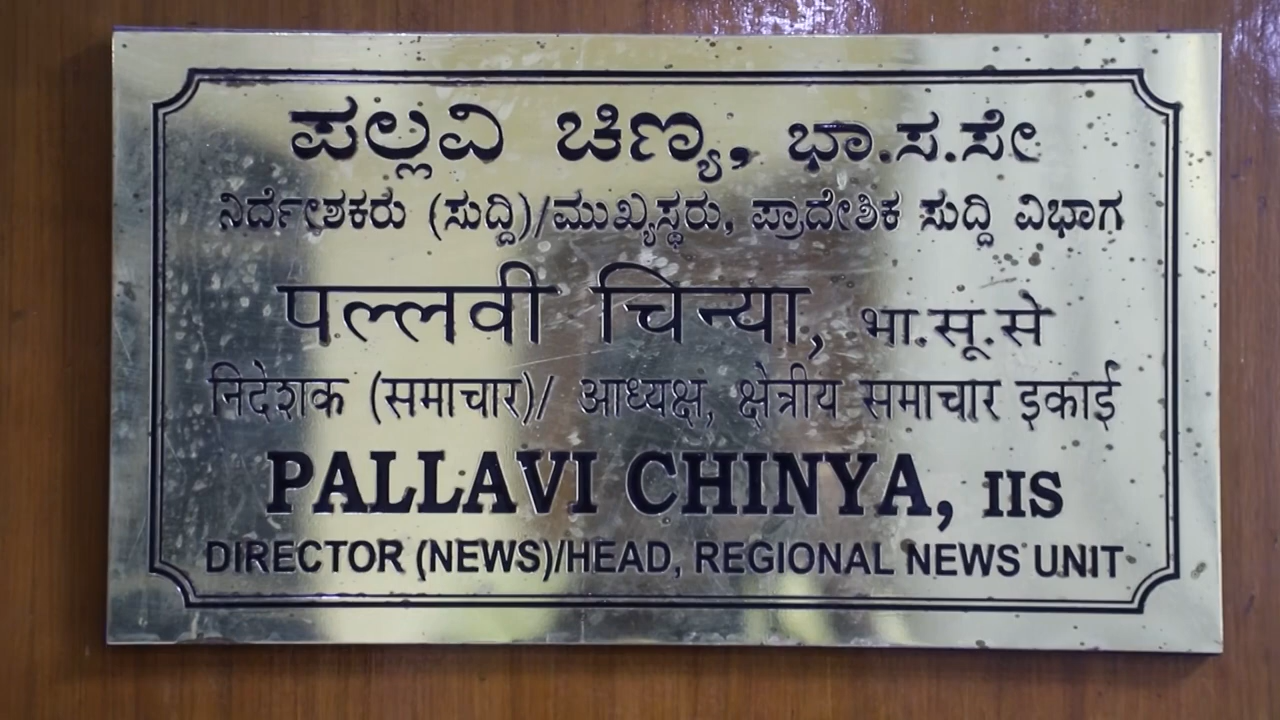 ಪಲ್ಲವಿ ಚಿಣ್ಯ, ಭಾ.ಸ.ಸೇ
ನಿರ್ದೇಶಕರು (ಸುದ್ದಿ)/ಮುಖ್ಯಸ್ಥರು, ಪ್ರಾದೇಶಿಕ ಸುದ್ದಿ ವಿಭಾಗ
पल्लवी चिन्या, भा.सू.से
निदेशक (समाचार)/ आध्यक्ष, क्षेत्रीय समाचार इकाई
PALLAVI CHINYA, IIS
DIRECTOR (NEWS)/HEAD, REGIONAL NEWS UNIT